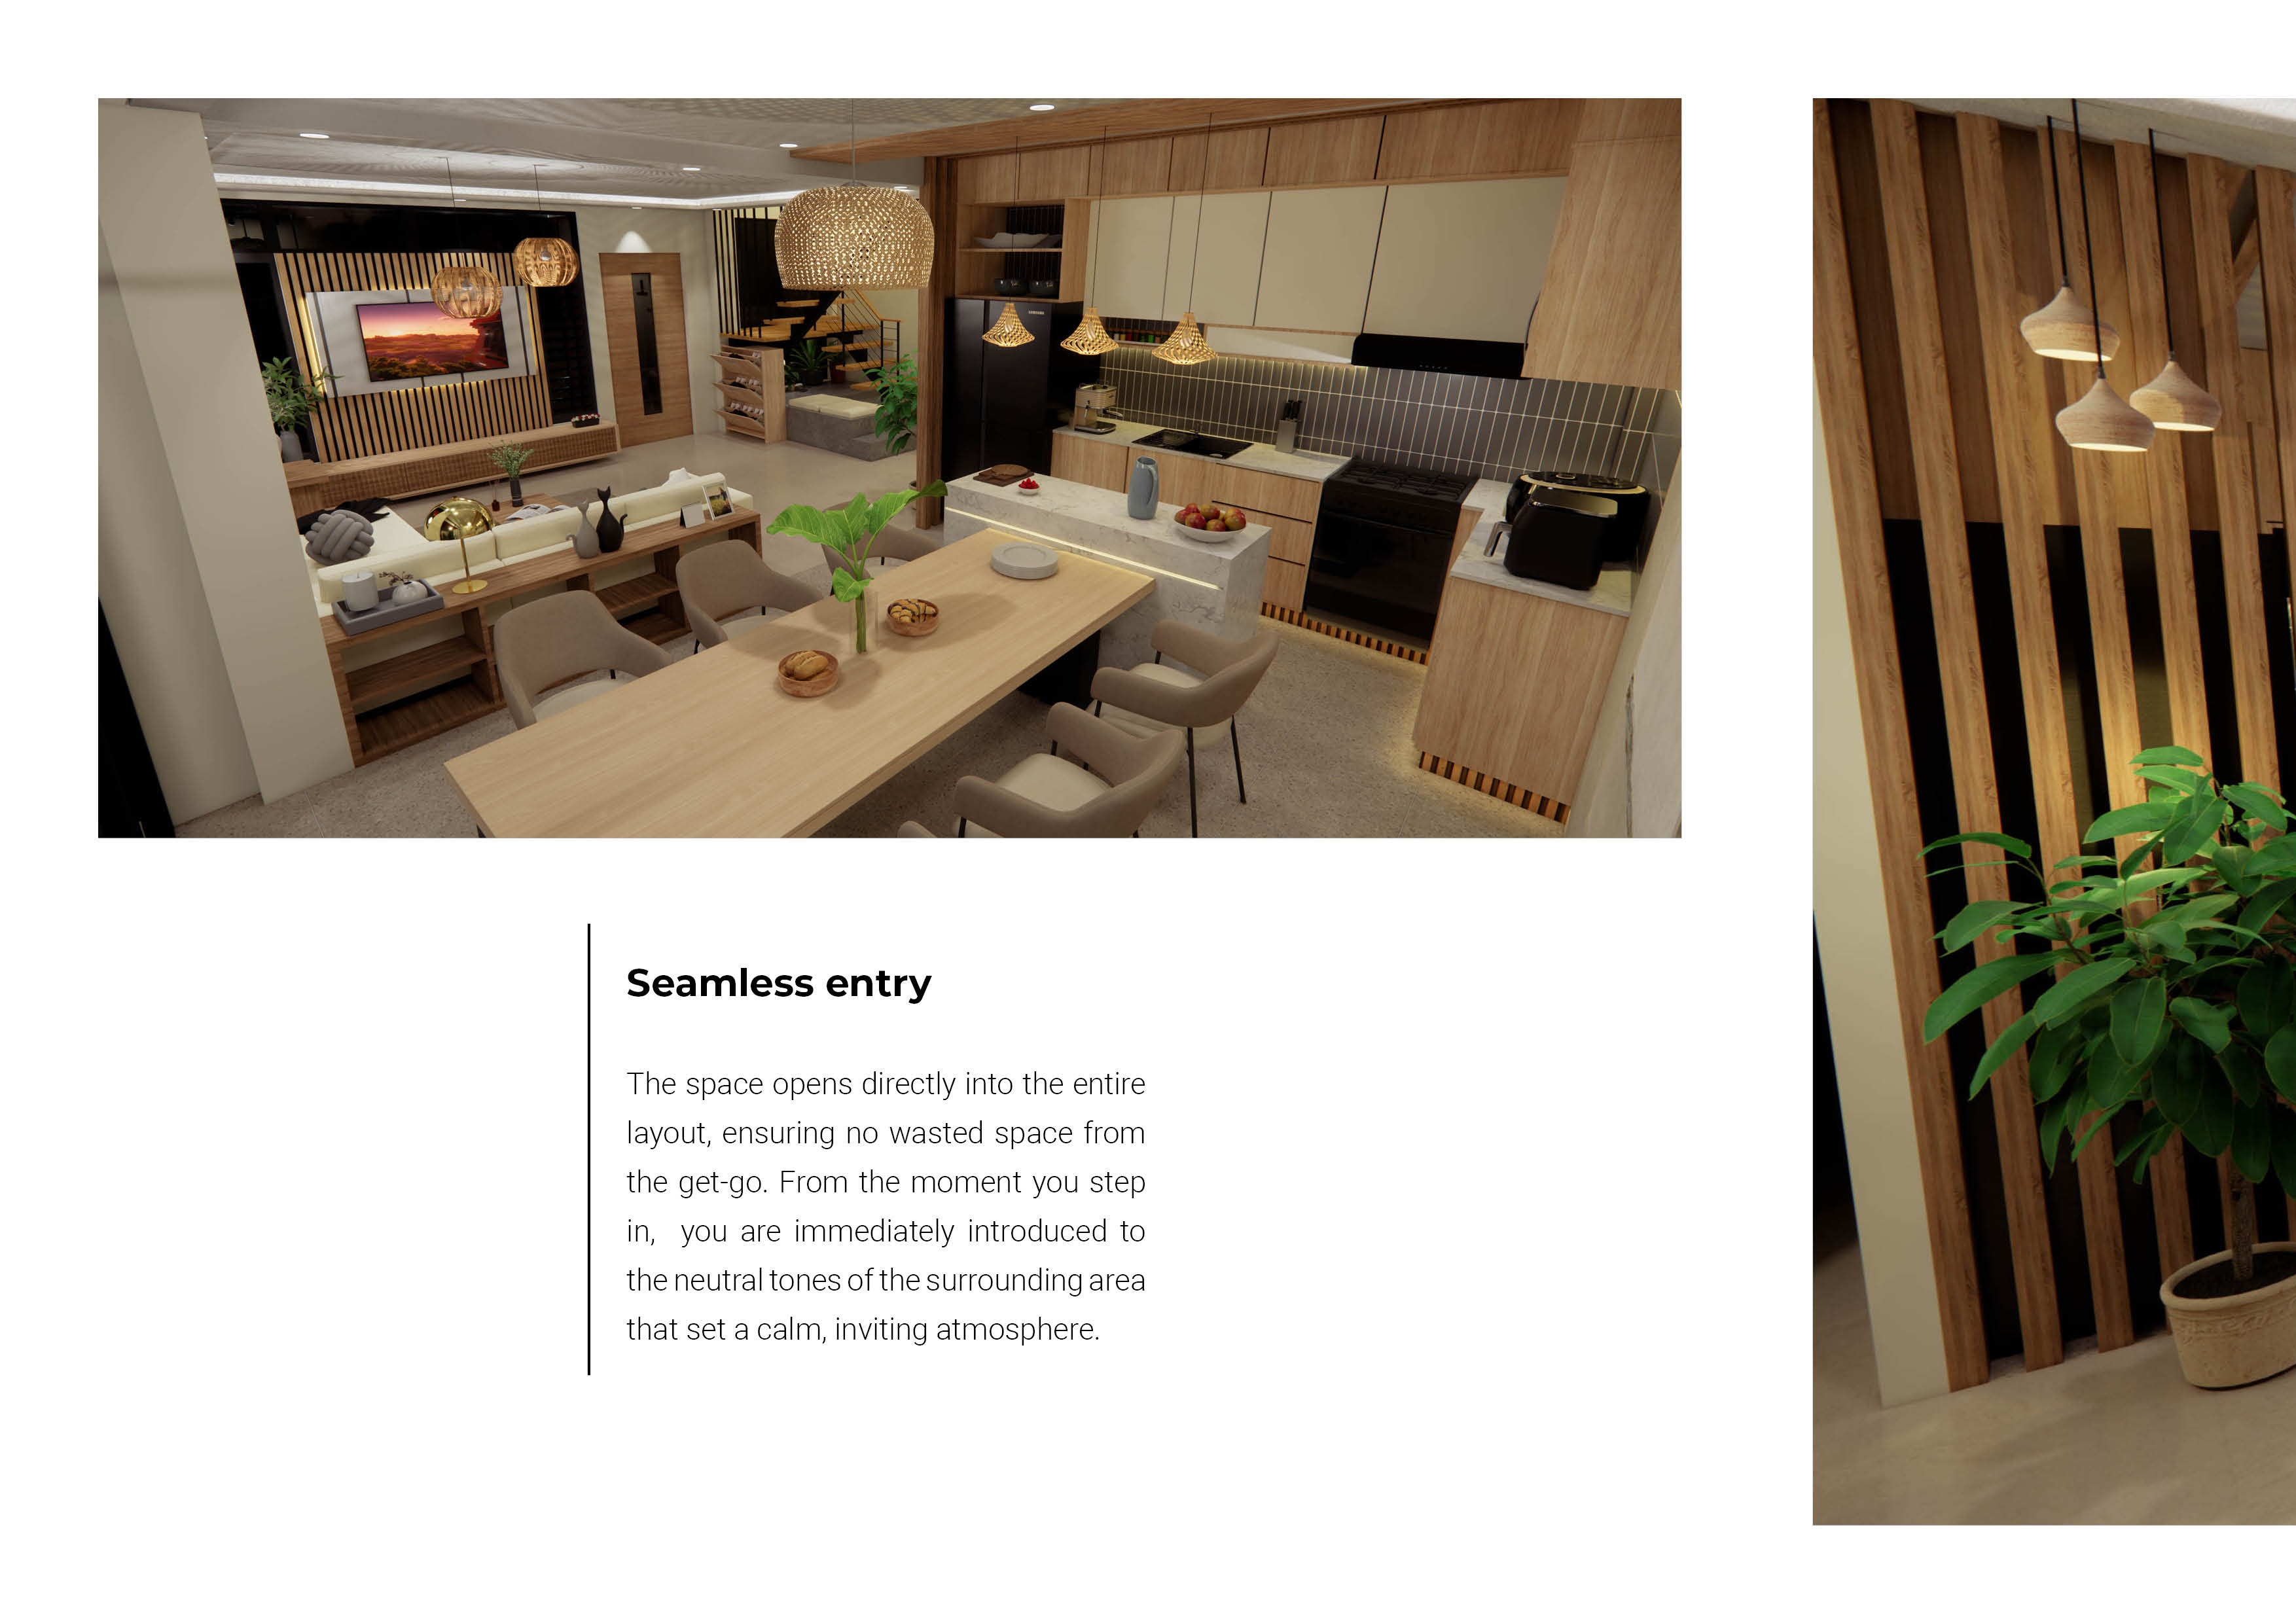 SAMSUNG
Seamless entry
The space opens directly into the entire
layout, ensuring no wasted space from
the get-go. From the moment you step
in,  you are immediately introduced to
the neutral tones of the surrounding area
that set a calm, inviting atmosphere.